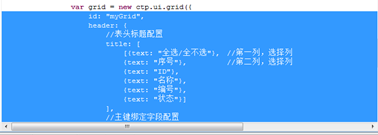 var grid = new ctp.ui.grid({
id: "myGrid",
header: {
//表头标题配置
title: [
[{text: "全选/全不选"}, //第一列,选择列
{text: "序号"}, //第二列,选择列
{text: "ID"},
{text: "名称"},
{text: "编号"},
{text: "状态"}]
],
//主键绑定字段配置